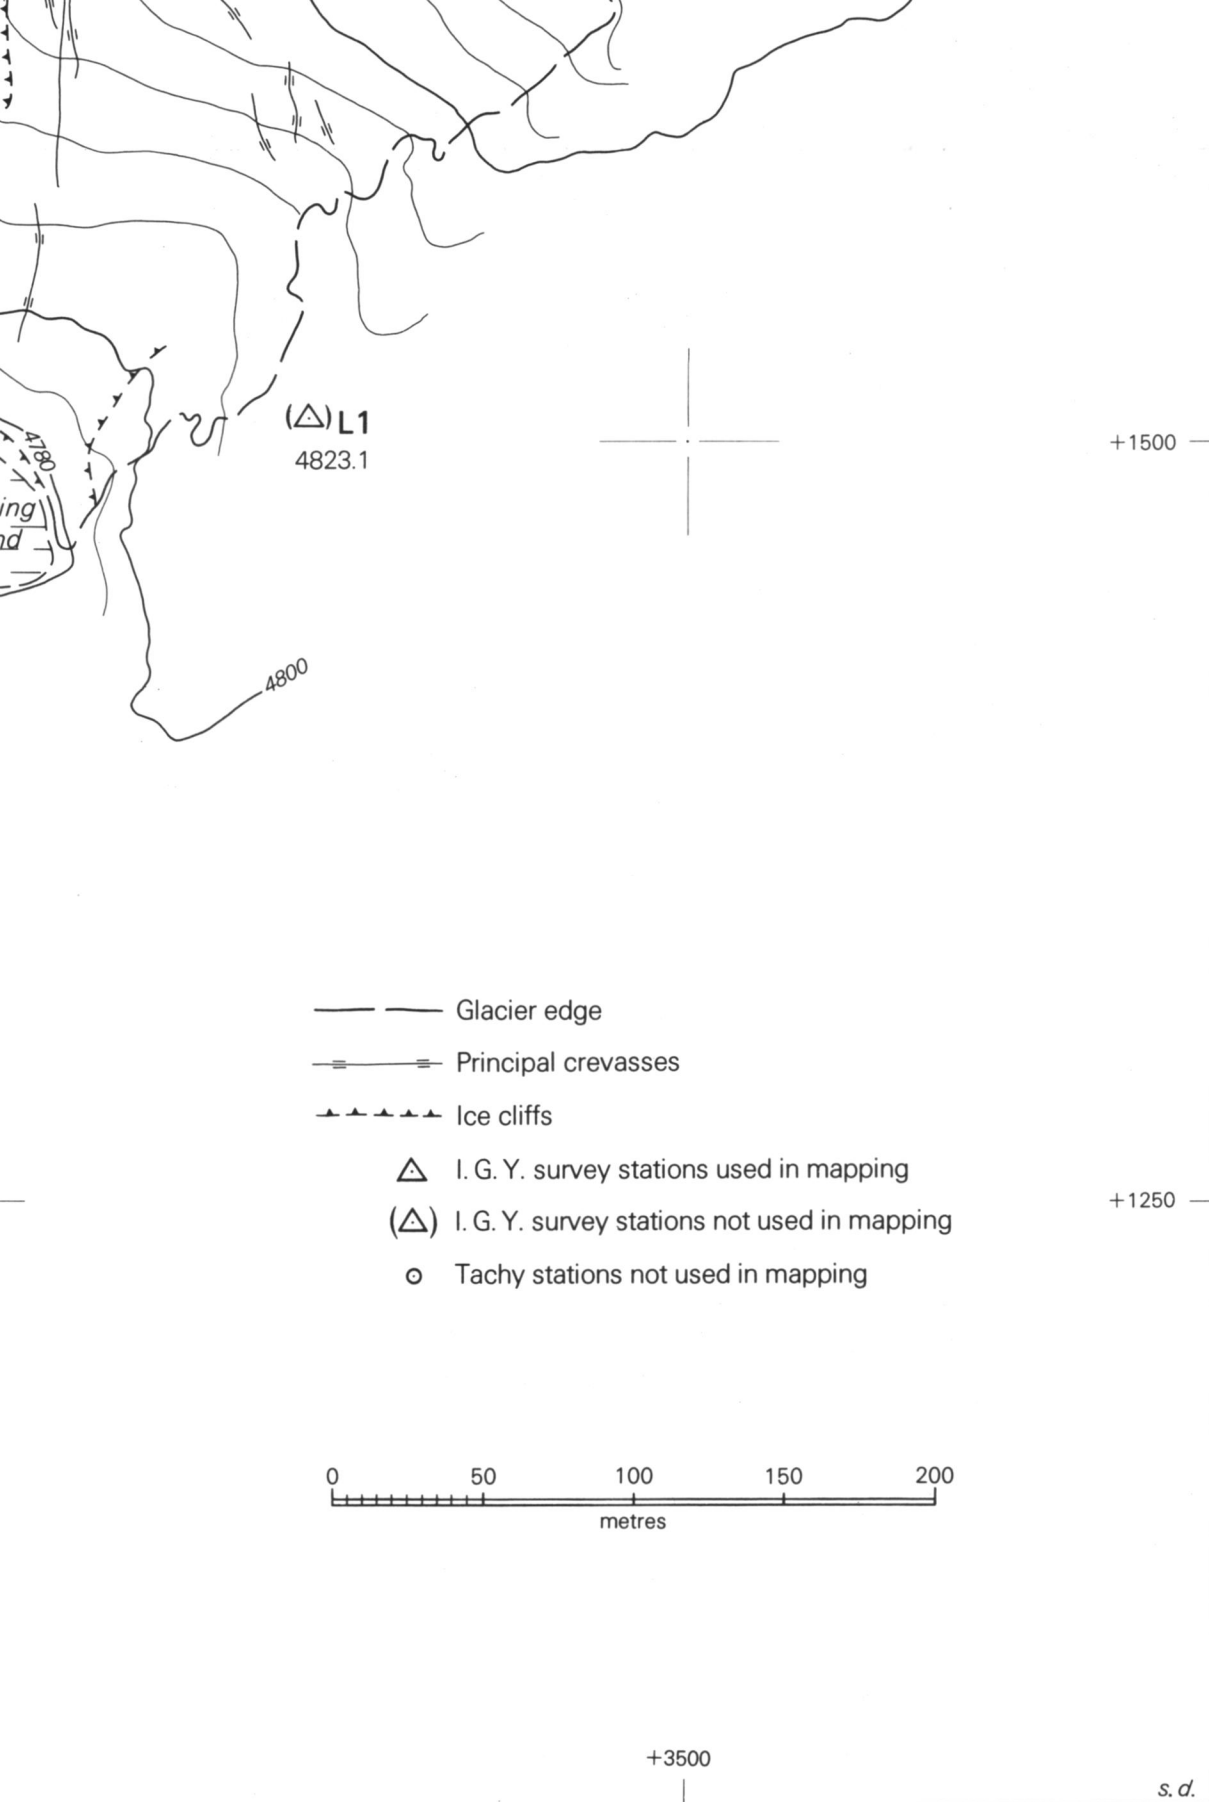 L1
4823.1
+1500
4780
ing
nd
4800
Glacier edge
Principal crevasses
Ice cliffs
I. G. Y. survey stations used in mapping
+1250
(△) I. G. Y. survey stations not used in mapping
Tachy stations not used in mapping
0 50 100 150 200
metres
+3500
s. d.